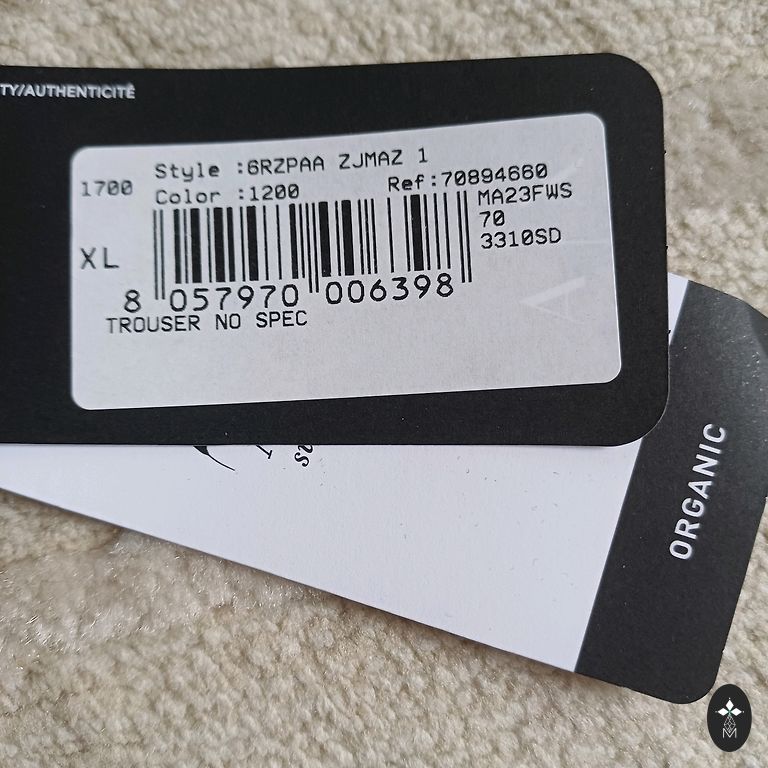 TY/AUTHENTICITÉ
Style :6RZPAA ZJMAZ 1
1700 Color :1200 Ref:70894660
MA23FWS
70
XL 3310SD
8 057970 006398
TROUSER NO SPEC
ORGANIC